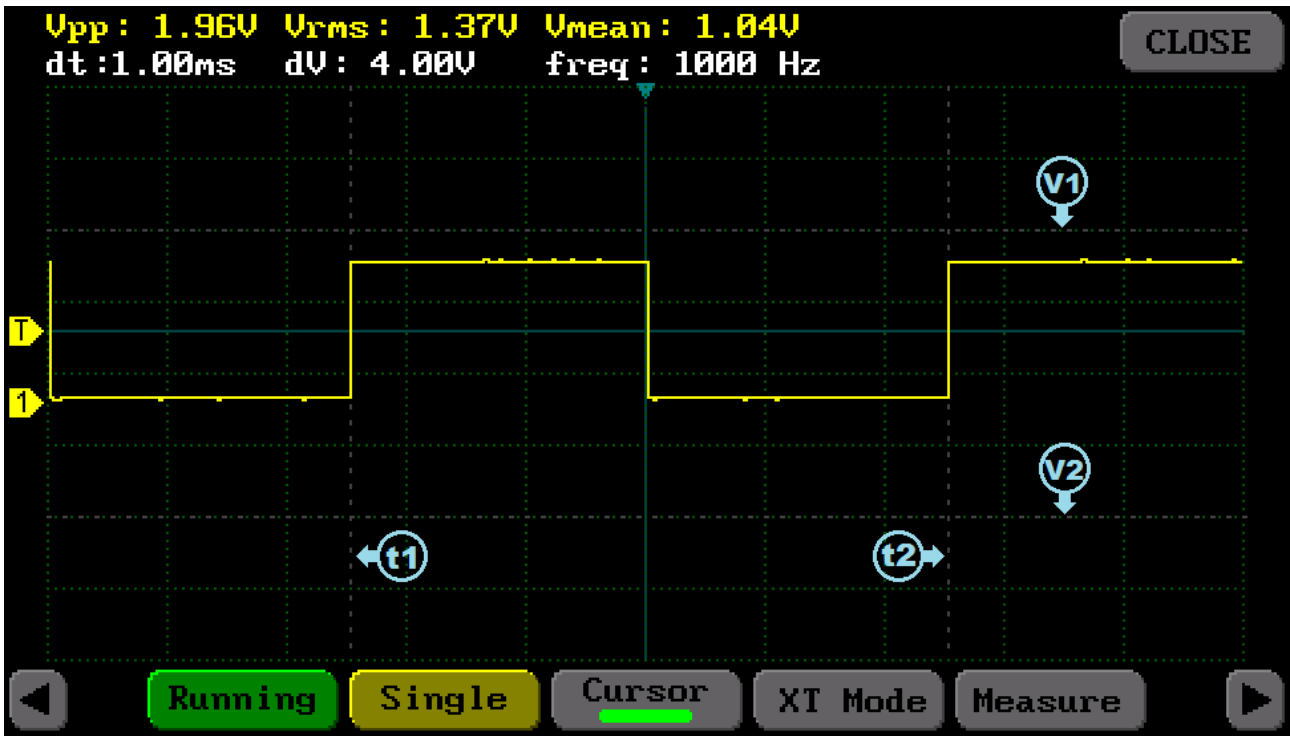 Vpp: 1.96V Vrms: 1.37V Vmean: 1.04V
CLOSE
dt:1.00ms dV: 4.00V freq: 1000 Hz
V1
T
1
V2
t1
t2
Running
Single
Cursor
XT Mode
Measure